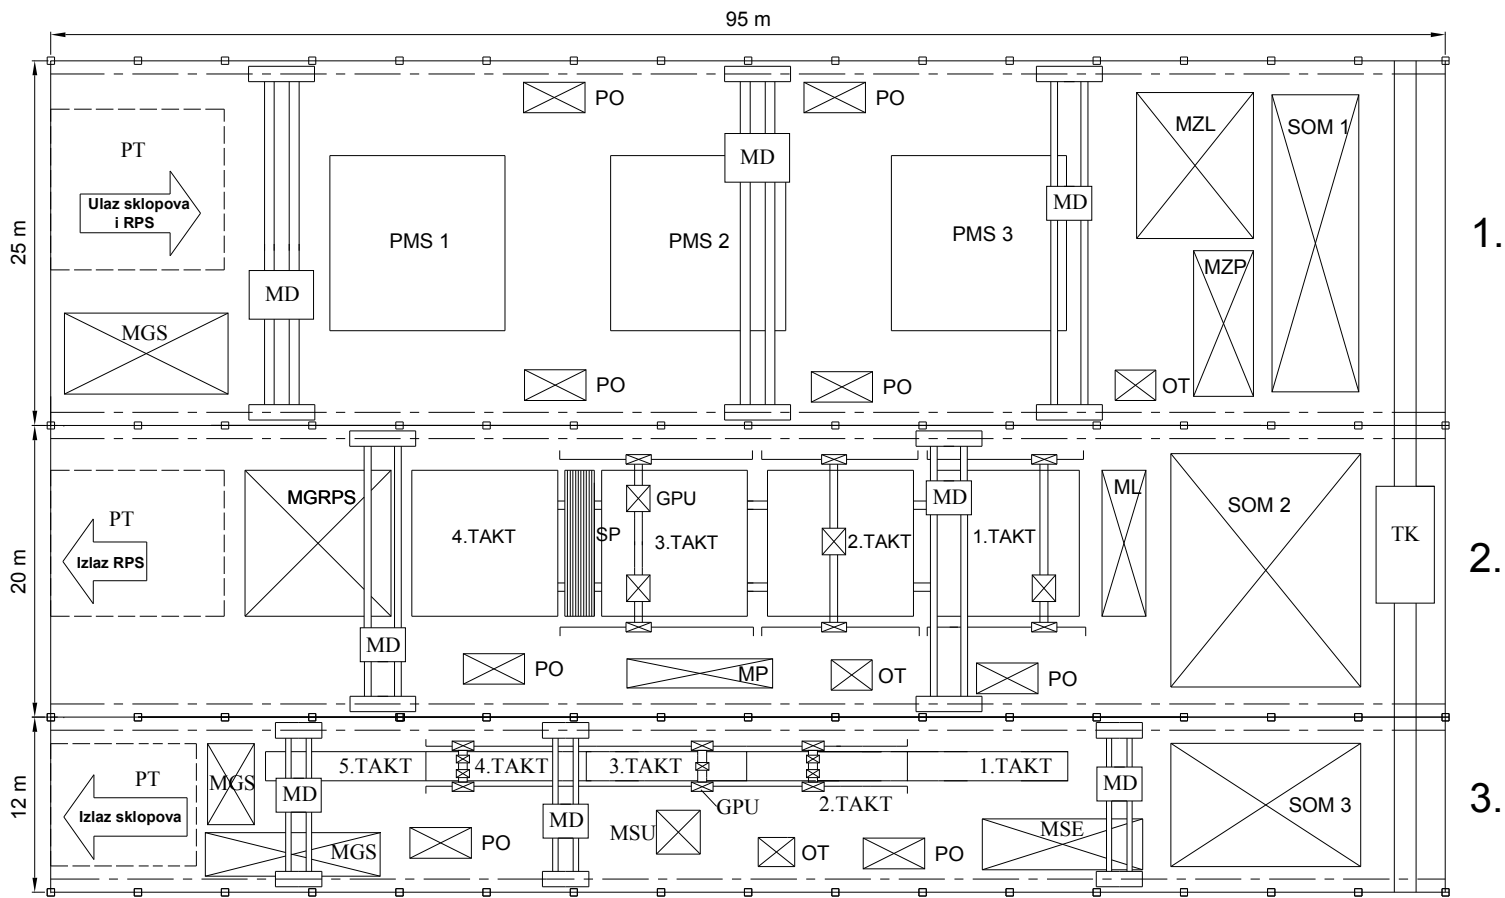 95 m
25 m
PT
Ulaz sklopova
i RPS
MGS
MD
PO
PO
MD
MD
PMS 1
PMS 2
PMS 3
MZL
SOM 1
MZP
PO
PO
OT
1.
20 m
PT
Izlaz RPS
MGRPS
MD
4.TAKT
SP
GPU
3.TAKT
2.TAKT
MD
1.TAKT
ML
SOM 2
TK
PO
MP
OT
PO
2.
12 m
PT
Izlaz sklopova
MGS
MGS
MD
5.TAKT
4.TAKT
3.TAKT
1.TAKT
MD
GPU
2.TAKT
MD
PO
MSU
OT
PO
MSE
SOM 3
3.